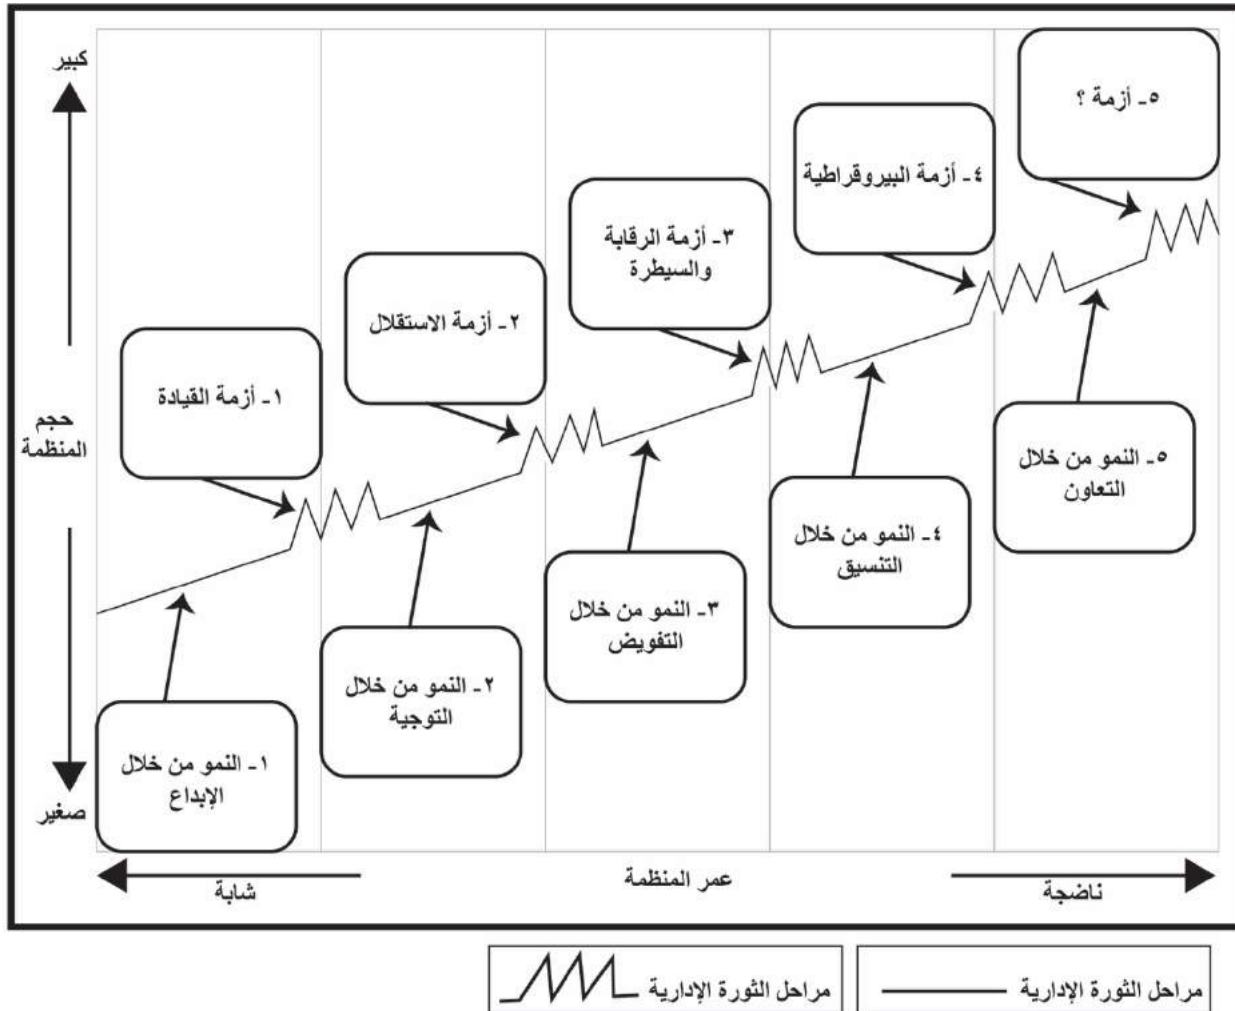 كبير
٥- أزمة ؟
٤- أزمة البيروقراطية
٣- أزمة الرقابة
والسيطرة
٢- أزمة الاستقلال
١- أزمة القيادة
حجم
المنظمة
٥- النمو من خلال
التعاون
٤- النمو من خلال
التنسيق
٣- النمو من خلال
التفويض
٢- النمو من خلال
التوجية
١- النمو من خلال
الإبداع
صغير
ناضجة
عمر المنظمة
شابة
مراحل الثورة الإدارية
مراحل الثورة الإدارية